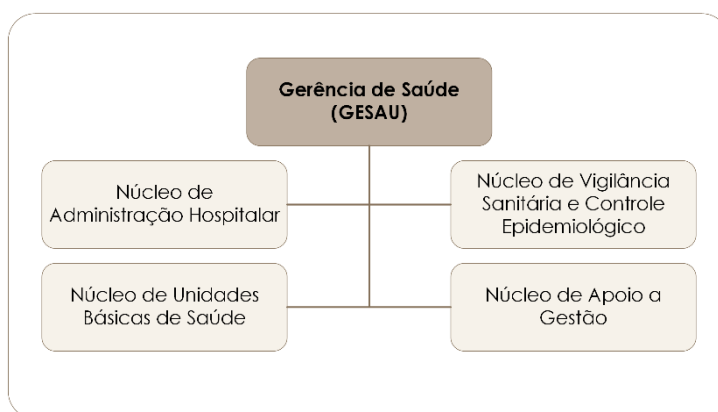 Gerência de Saúde
(GESAU)
Núcleo de
Administração Hospitalar
Núcleo de Vigilância
Sanitária e Controle
Epidemiológico
Núcleo de Unidades
Básicas de Saúde
Núcleo de Apoio a
Gestão